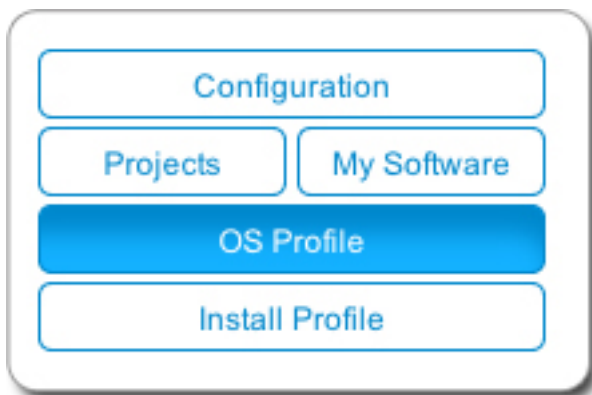 Configuration
Projects
My Software
OS Profile
Install Profile